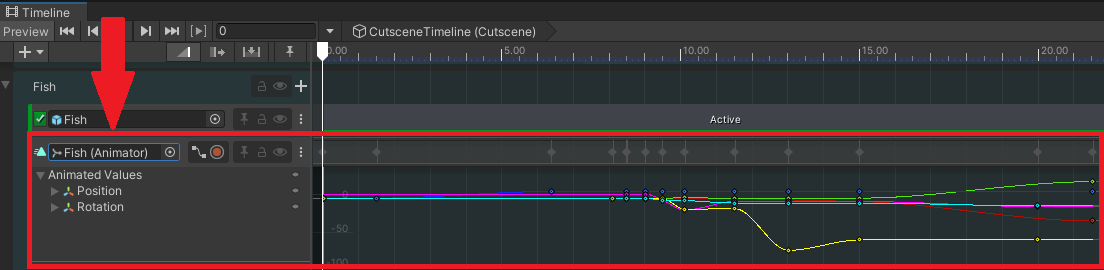 Timeline
Preview 0 CutsceneTimeline (Cutscene)
0.00 5.00 10.00 15.00 20.00
Fish
Fish Active
Fish (Animator)
Animated Values
Position
Rotation
0
-50
-100